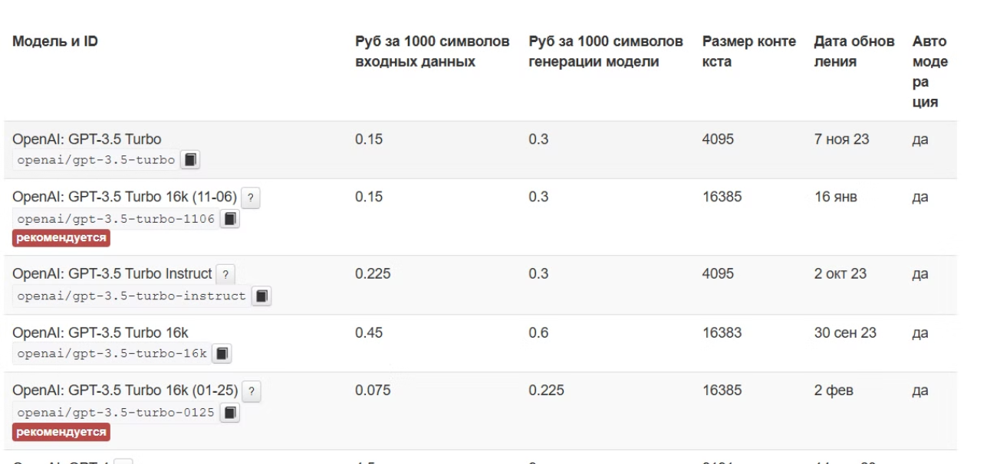 Модель и ID
Руб за 1000 символов
входных данных
Руб за 1000 символов
генерации модели
Размер конте
кста
Дата обнов
ления
Авто
моде
ра
ция
OpenAI: GPT-3.5 Turbo 0.15 0.3 4095 7 ноя 23 да
openai/gpt-3.5-turbo
OpenAI: GPT-3.5 Turbo 16k (11-06) ? 0.15 0.3 16385 16 янв да
openai/gpt-3.5-turbo-1106
рекомендуется
OpenAI: GPT-3.5 Turbo Instruct ? 0.225 0.3 4095 2 окт 23 да
openai/gpt-3.5-turbo-instruct
OpenAI: GPT-3.5 Turbo 16k 0.45 0.6 16383 30 сен 23 да
openai/gpt-3.5-turbo-16k
OpenAI: GPT-3.5 Turbo 16k (01-25) ? 0.075 0.225 16385 2 фев да
openai/gpt-3.5-turbo-0125
рекомендуется